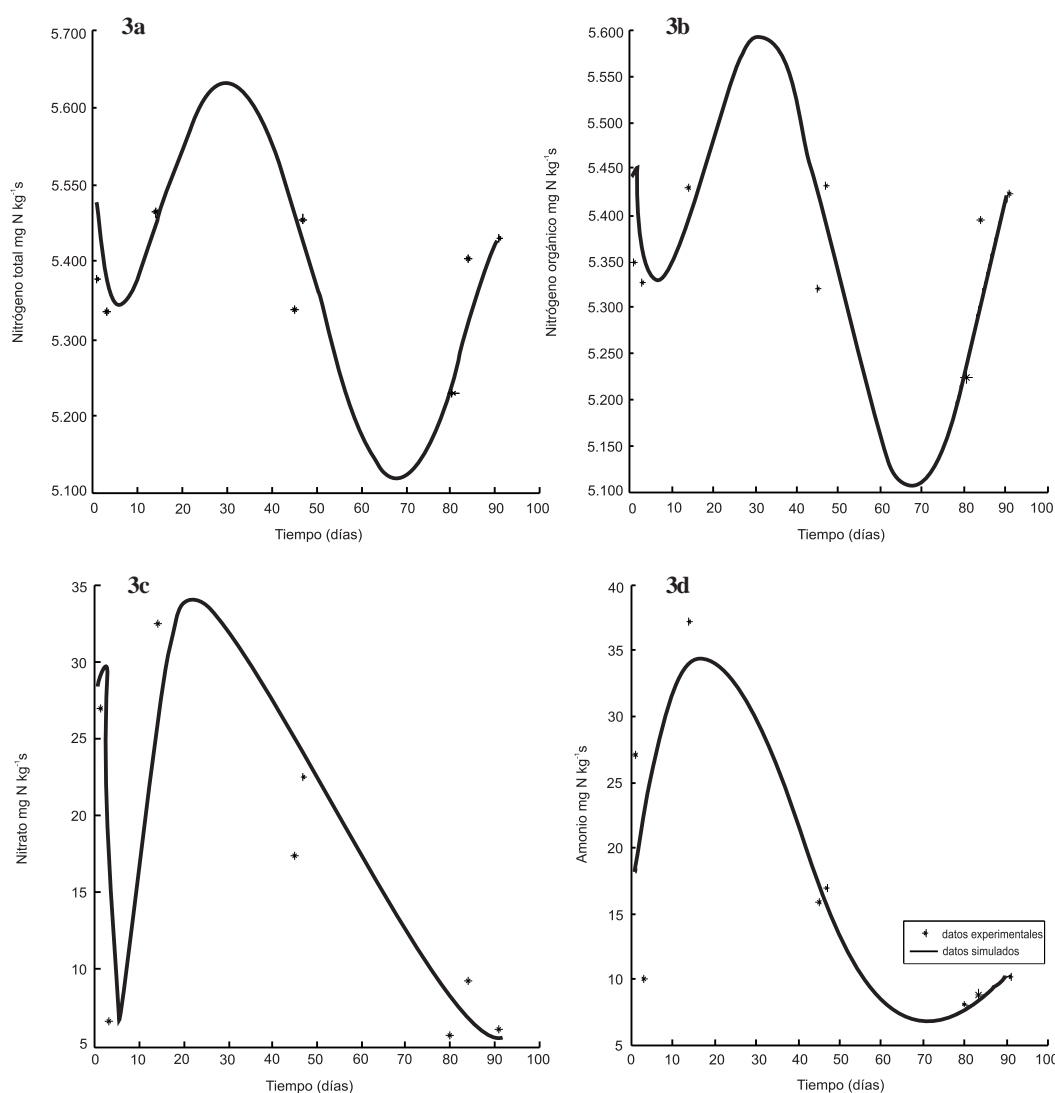 3a
Nitrógeno total mg N kg⁻¹s
5.700
5.600
5.550
5.400
5.300
5.200
5.100
0 10 20 30 40 50 60 70 80 90 100
Tiempo (días)
3b
Nitrógeno orgánico mg N kg⁻¹s
5.600
5.550
5.500
5.450
5.400
5.350
5.300
5.250
5.200
5.150
5.100
0 10 20 30 40 50 60 70 80 90 100
Tiempo (días)
3c
Nitrato mg N kg⁻¹s
35
30
25
20
15
10
5
0 10 20 30 40 50 60 70 80 90 100
Tiempo (días)
3d
Amonio mg N kg⁻¹s
40
35
30
25
20
15
10
5
0 10 20 30 40 50 60 70 80 90 100
Tiempo (días)
datos experimentales
datos simulados